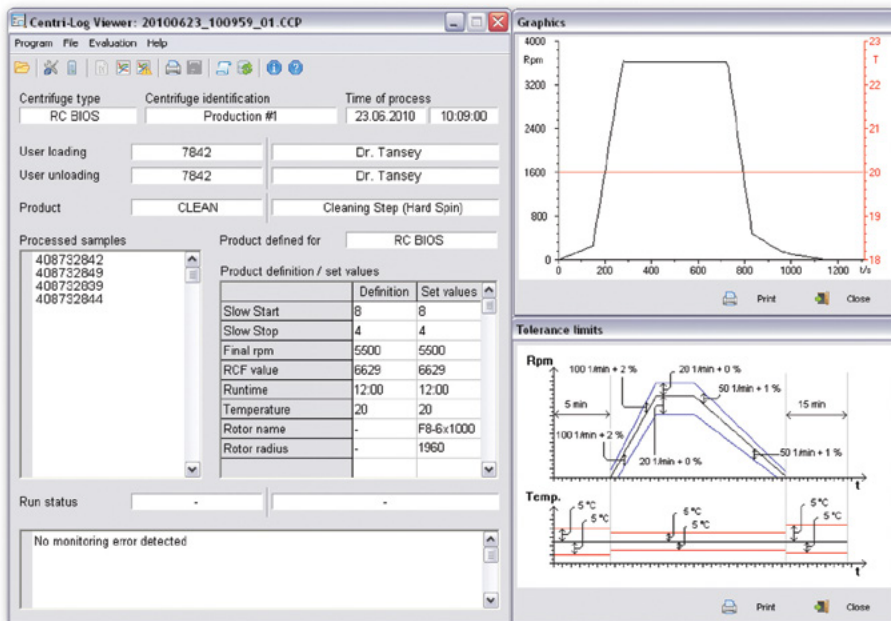 Centri-Log Viewer: 20100623_100959_01.CCP
Program File Evaluation Help
Centrifuge type Centrifuge identification Time of process
RC BIOS Production #1 23.06.2010 10:09:00
User loading 7842 Dr. Tansey
User unloading 7842 Dr. Tansey
Product CLEAN Cleaning Step (Hard Spin)
Processed samples Product defined for RC BIOS
408732842
408732849
408732839
408732844
Product definition / set values
Definition Set values
Slow Start 8 8
Slow Stop 4 4
Final rpm 5500 5500
RCF value 6629 6629
Runtime 12:00 12:00
Temperature 20 20
Rotor name - F8-6x1000
Rotor radius - 1960
Run status - -
No monitoring error detected
Graphics
4000 23
Rpm T
3200 22
2400 21
1600 20
800 19
0 18
0 200 400 600 800 1000 1200 t/s
Print Close
Tolerance limits
Rpm
100 1/min + 2 % 20 1/min + 0 %
5 min 50 1/min + 1 % 15 min
100 1/min + 2 % 20 1/min + 0 % 50 1/min + 1 %
t
Temp.
5 °C 6 °C 5 °C
5 °C 5 °C 5 °C
t
Print Close